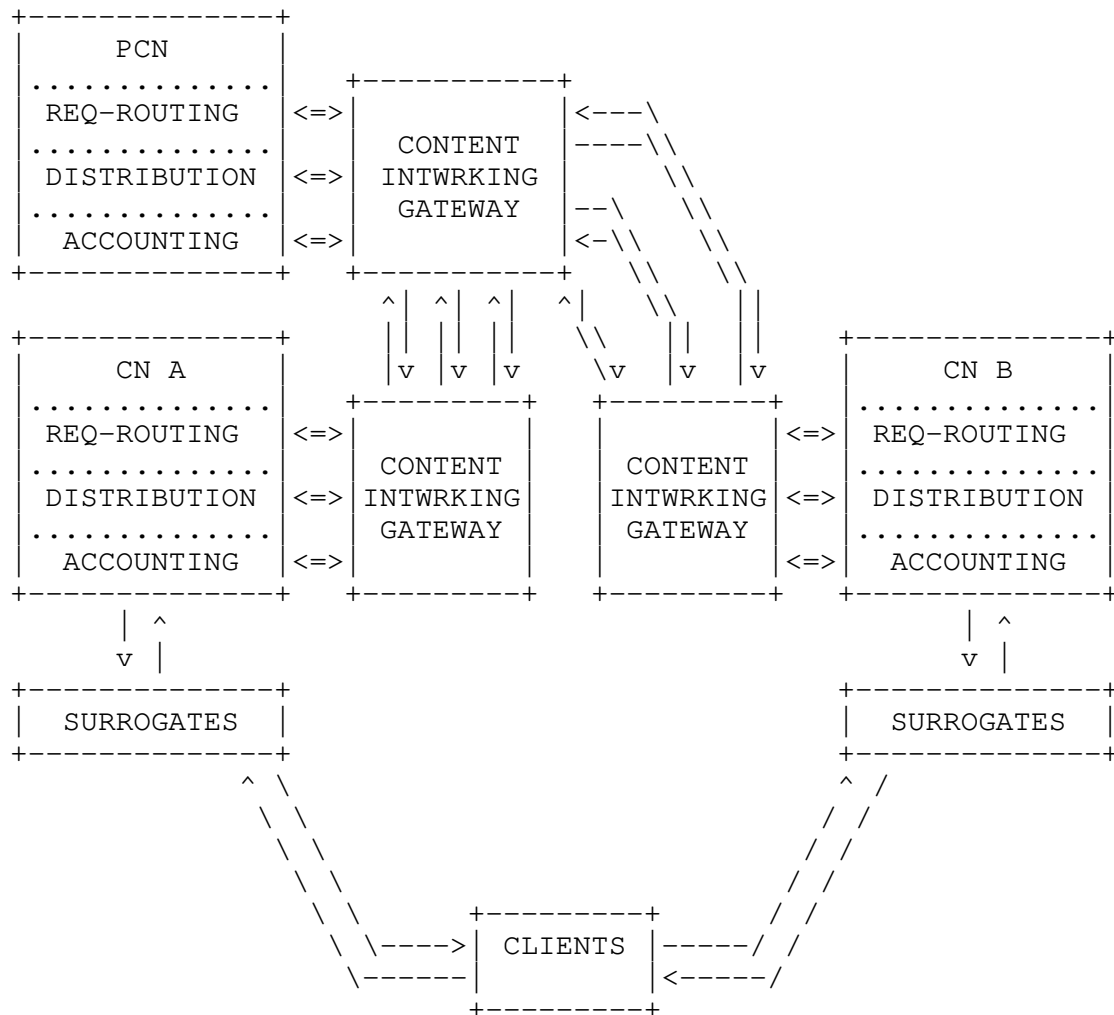 PCN
REQ-ROUTING
DISTRIBUTION
ACCOUNTING
CONTENT
INTWRKING
GATEWAY
CN A
REQ-ROUTING
DISTRIBUTION
ACCOUNTING
CONTENT
INTWRKING
GATEWAY
CONTENT
INTWRKING
GATEWAY
CN B
REQ-ROUTING
DISTRIBUTION
ACCOUNTING
SURROGATES
SURROGATES
CLIENTS